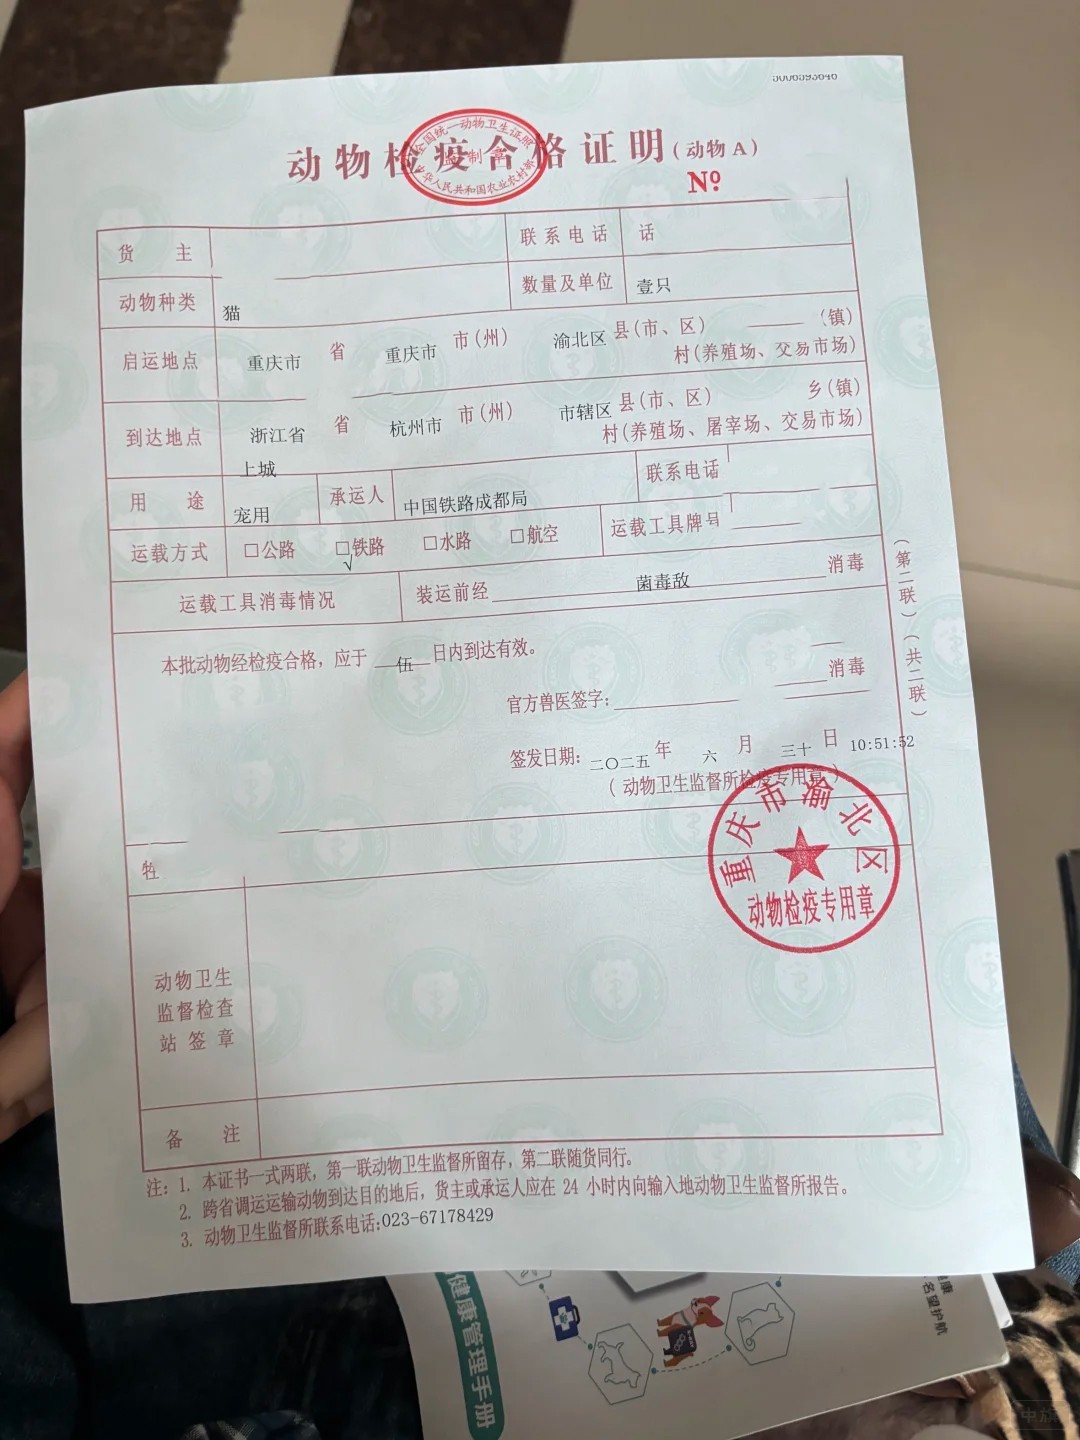 动物检疫合格证明(动物A)
全国统一动物卫生证照
监制章
中华人民共和国农业农村部
№
货 主
联系电话 话
动物种类 猫
数量及单位 壹只
启运地点 重庆市 省 重庆市 市(州) 渝北区 县(市、区) (镇)
村(养殖场、交易市场)
到达地点 浙江省 省 杭州市 市(州) 市辖区 县(市、区) 乡(镇)
上城 村(养殖场、屠宰场、交易市场)
用 途 宠用 承运人 中国铁路成都局 联系电话
运载方式 □公路 □铁路 √ □水路 □航空 运载工具牌号
运载工具消毒情况 装运前经 菌毒敌 消毒
本批动物经检疫合格,应于 伍 日内到达有效。
消毒
官方兽医签字:
签发日期: 二〇二五 年 六 月 三十 日 10:51:52
(动物卫生监督所检疫专用章)
重庆市渝北区
动物检疫专用章
牲
动物卫生
监督检查
站签章
备 注
(第二联)(共二联)
注: 1. 本证书一式两联,第一联动物卫生监督所留存,第二联随货同行。
2. 跨省调运运输动物到达目的地后,货主或承运人应在 24 小时内向输入地动物卫生监督所报告。
3. 动物卫生监督所联系电话:023-67178429
健康管理手册
名望护航